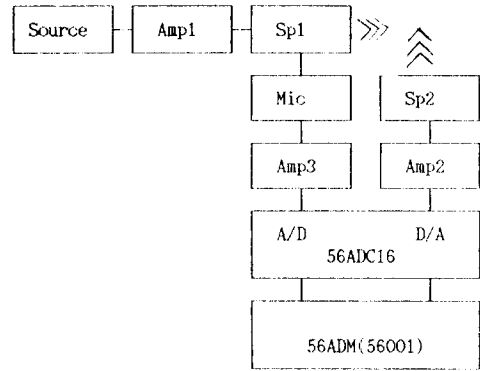 Source Amp1 Sp1
Mic Sp2
Amp3 Amp2
A/D D/A
56ADC16
56ADM(56001)